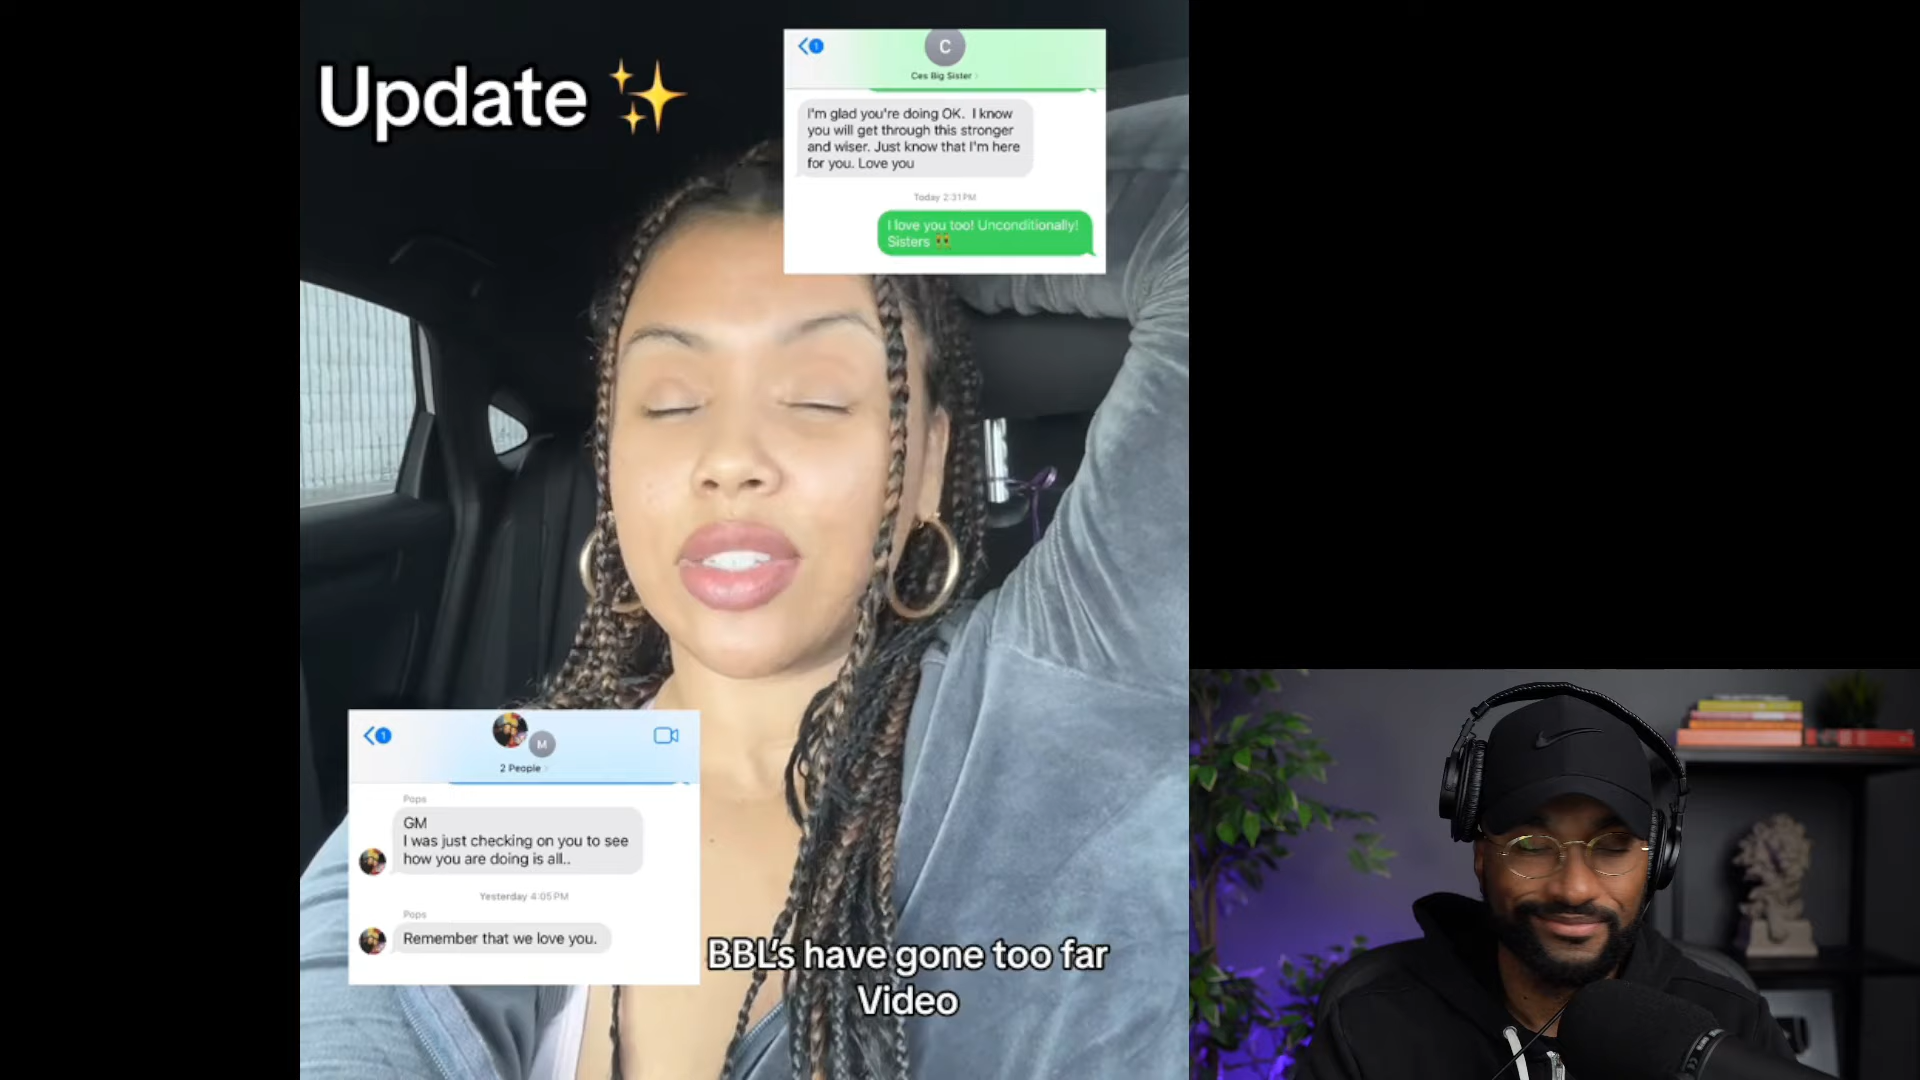 Update ✨
1
C
Ces Big Sister
I'm glad you're doing OK.  I know
you will get through this stronger
and wiser. Just know that I'm here
for you. Love you
Today 2:31 PM
I love you too! Unconditionally!
Sisters 👯
1
M
2 People
Pops
GM
I was just checking on you to see
how you are doing is all..
Yesterday 4:05 PM
Pops
Remember that we love you.
BBL's have gone too far
Video